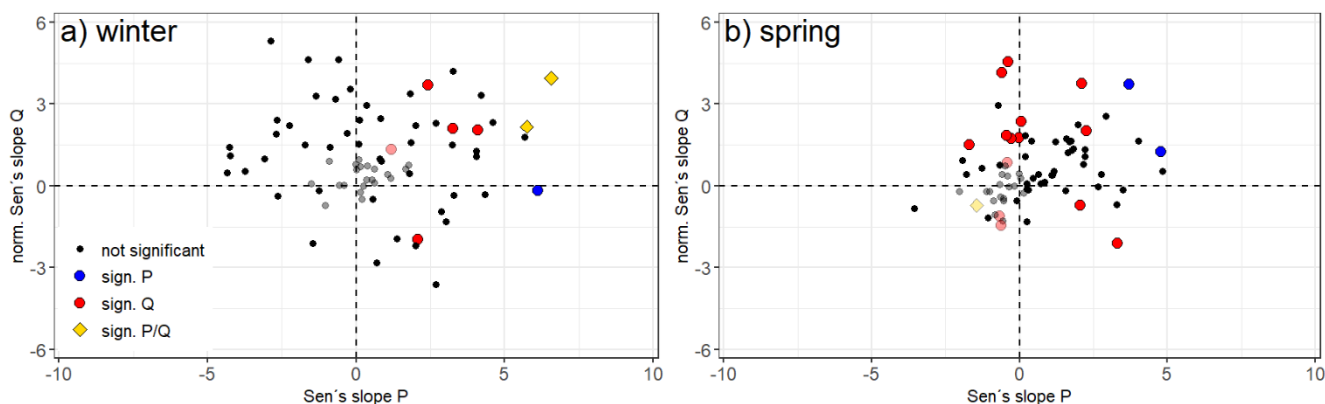 a) winter
norm. Sen´s slope Q
6
3
0
-3
-6
not significant
sign. P
sign. Q
sign. P/Q
-10
-5
0
5
10
Sen´s slope P
b) spring
norm. Sen´s slope Q
6
3
0
-3
-6
-10
-5
0
5
10
Sen´s slope P